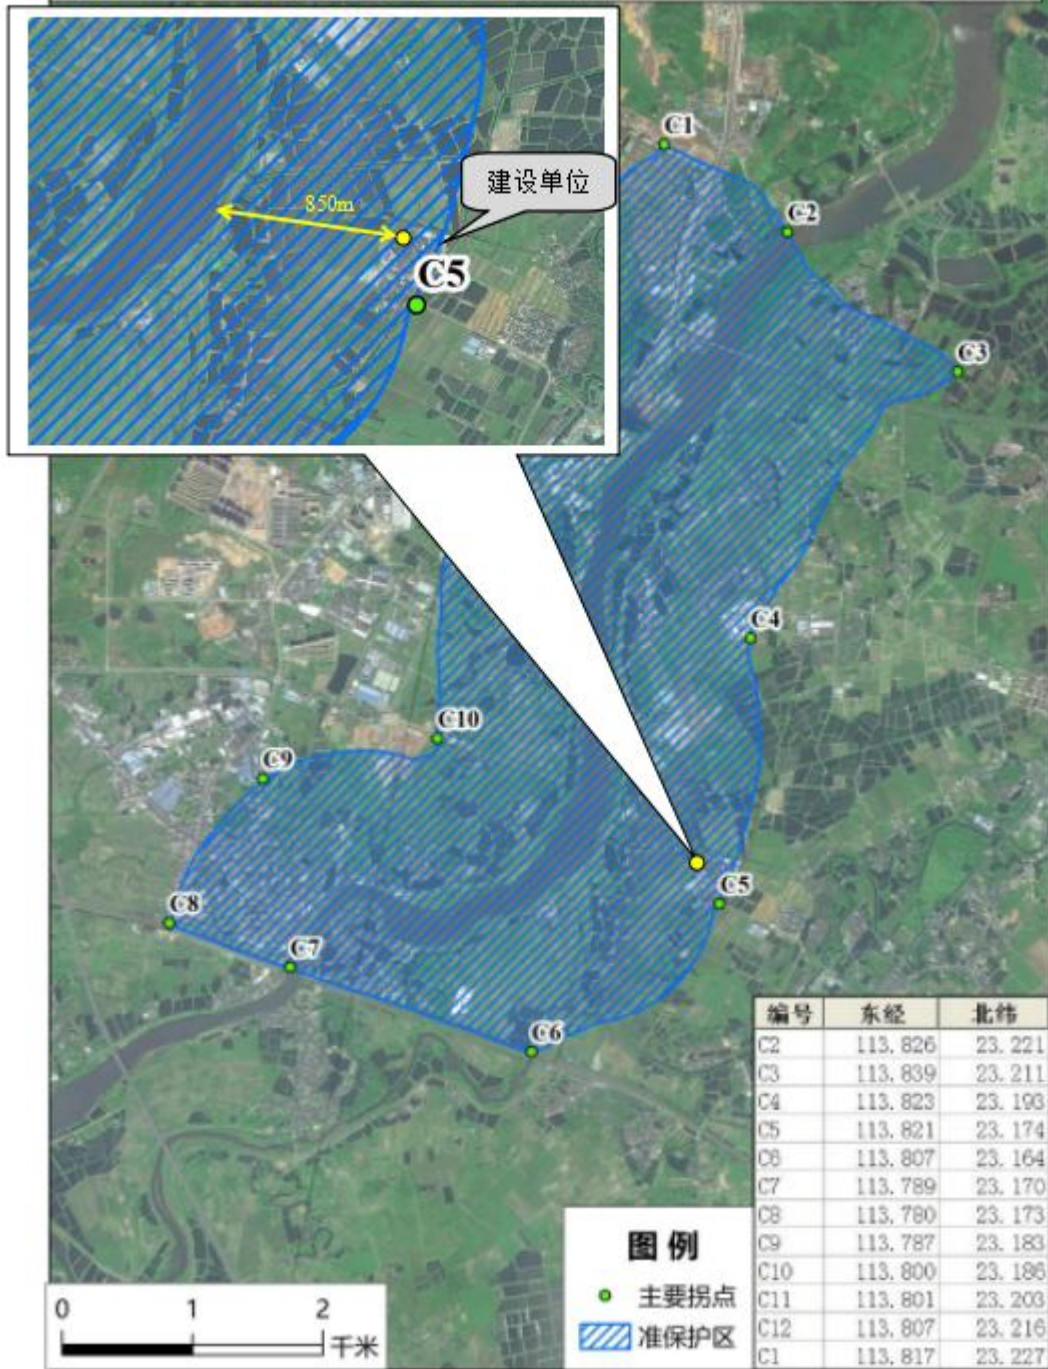 建设单位
850m
C5
C1
C2
C3
C4
C10
C9
C5
C8
C7
C6
编号 东经 北纬
C2 113.826 23.221
C3 113.839 23.211
C4 113.823 23.193
C5 113.821 23.174
C6 113.807 23.164
C7 113.789 23.170
C8 113.780 23.173
C9 113.787 23.183
C10 113.800 23.186
C11 113.801 23.203
C12 113.807 23.216
C1 113.817 23.227
图例
主要拐点
准保护区
0 1 2
千米